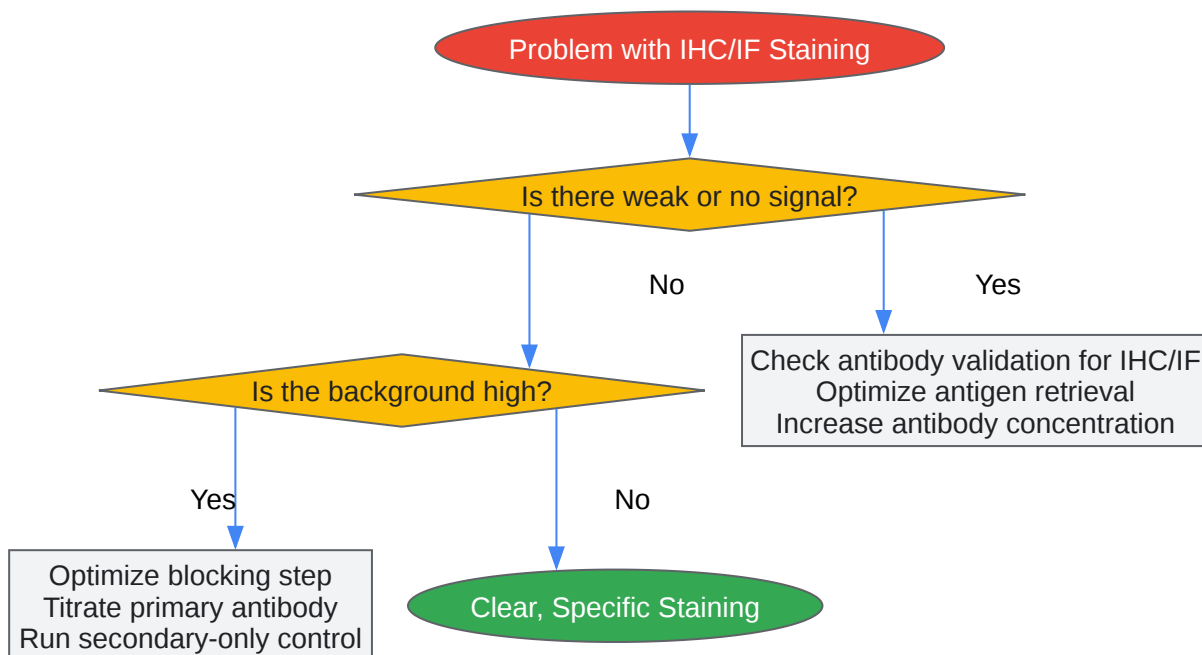 Problem with IHC/IF Staining
Is there weak or no signal?
No
Yes
Check antibody validation for IHC/IF
Optimize antigen retrieval
Increase antibody concentration
Is the background high?
Yes
No
Optimize blocking step
Titrate primary antibody
Run secondary-only control
Clear, Specific Staining